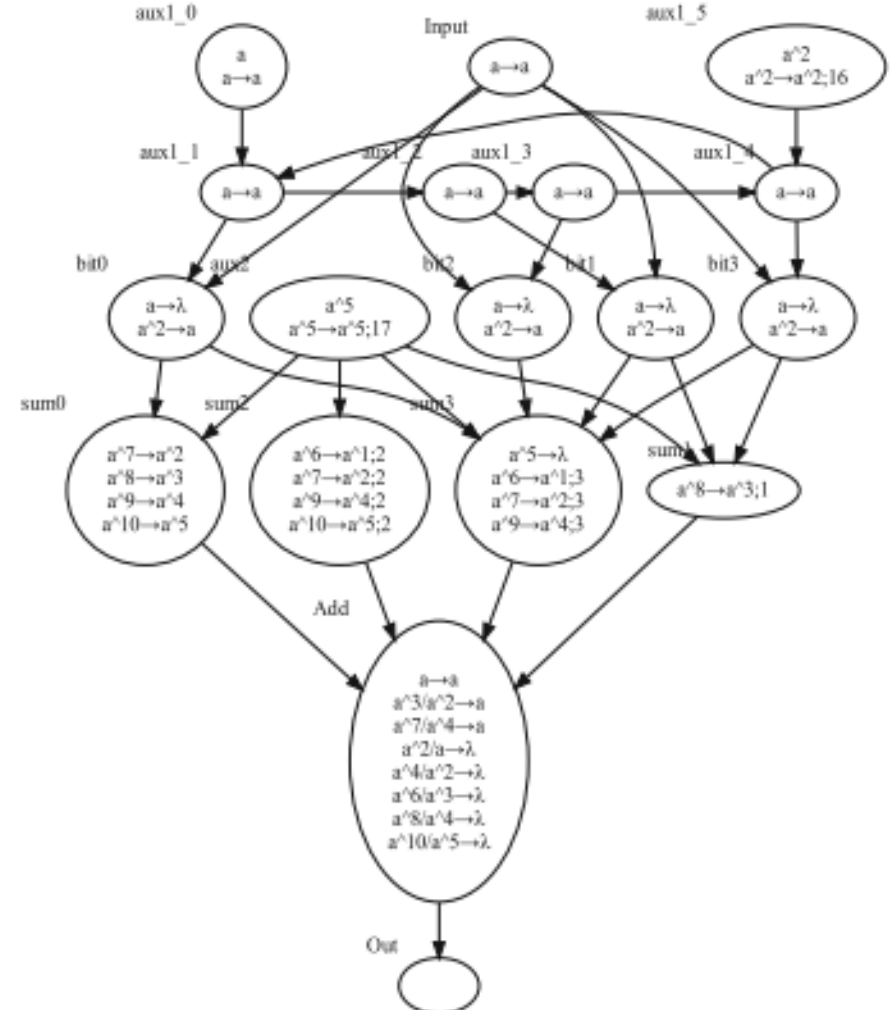 aux1_0
Input
aux1_5
a
a→a
a→a
a^2
a^2→a^2;16
aux1_1
aux1_2
aux1_3
aux1_4
a→a
a→a
a→a
a→a
bit0
aux2
bit2
bit1
bit3
a→λ
a^2→a
a^5
a^5→a^5;17
a→λ
a^2→a
a→λ
a^2→a
a→λ
a^2→a
sum0
sum2
sum3
sum1
a^7→a^2
a^8→a^3
a^9→a^4
a^10→a^5
a^6→a^1;2
a^7→a^2;2
a^9→a^4;2
a^10→a^5;2
a^5→λ
a^6→a^1;3
a^7→a^2;3
a^9→a^4;3
a^8→a^3;1
Add
a→a
a^3/a^2→a
a^7/a^4→a
a^2/a→λ
a^4/a^2→λ
a^6/a^3→λ
a^8/a^4→λ
a^10/a^5→λ
Out